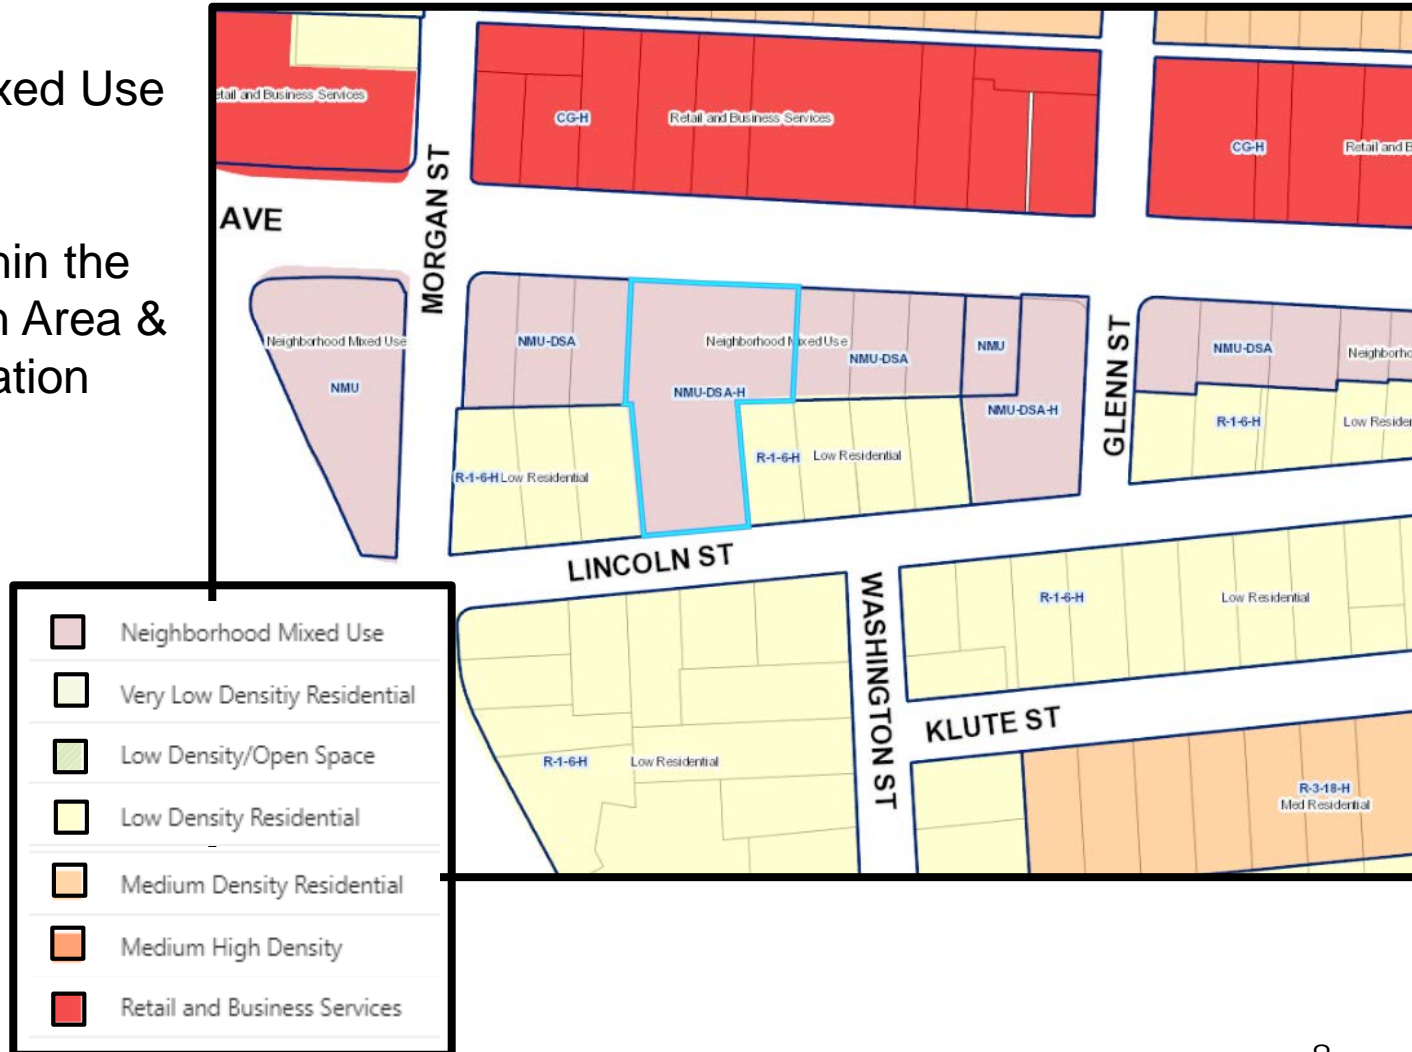 xed Use
hin the
n Area &
ation
etail and Business Services
CG-H
Retail and Business Services
CG-H
Retail and B
AVE
MORGAN ST
Neighborhood Mixed Use
NMU
NMU-DSA
Neighborhood Mixed Use
NMU-DSA-H
NMU-DSA
NMU
NMU-DSA-H
GLENN ST
NMU-DSA
Neighborho
R-1-6-H
Low Resider
R-1-6-H Low Residential
R-1-6-H
Low Residential
LINCOLN ST
WASHINGTON ST
R-1-6-H
Low Residential
KLUTE ST
R-1-6-H
Low Residential
R-3-18-H
Med Residential
Neighborhood Mixed Use
Very Low Densitiy Residential
Low Density/Open Space
Low Density Residential
Medium Density Residential
Medium High Density
Retail and Business Services